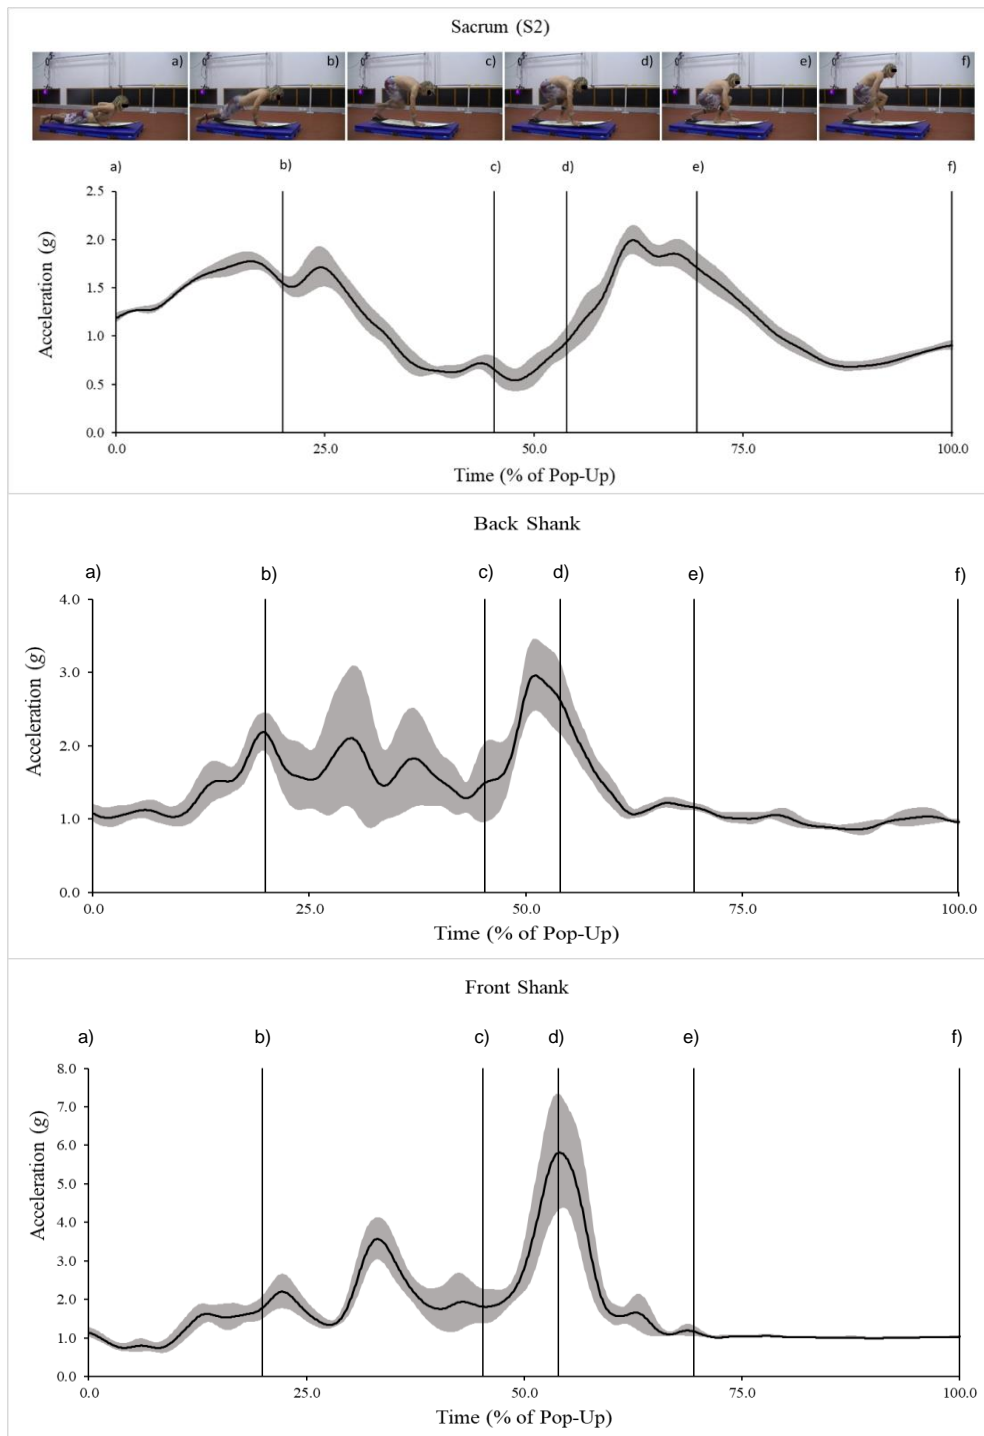 Sacrum (S2)
a) b) c) d) e) f)
a) b) c) d) e) f)
2.5
2.0
1.5
1.0
0.5
0.0
Acceleration (g)
0.0 25.0 50.0 75.0 100.0
Time (% of Pop-Up)
Back Shank
a) b) c) d) e) f)
4.0
3.0
2.0
1.0
0.0
Acceleration (g)
0.0 25.0 50.0 75.0 100.0
Time (% of Pop-Up)
Front Shank
a) b) c) d) e) f)
8.0
7.0
6.0
5.0
4.0
3.0
2.0
1.0
0.0
Acceleration (g)
0.0 25.0 50.0 75.0 100.0
Time (% of Pop-Up)